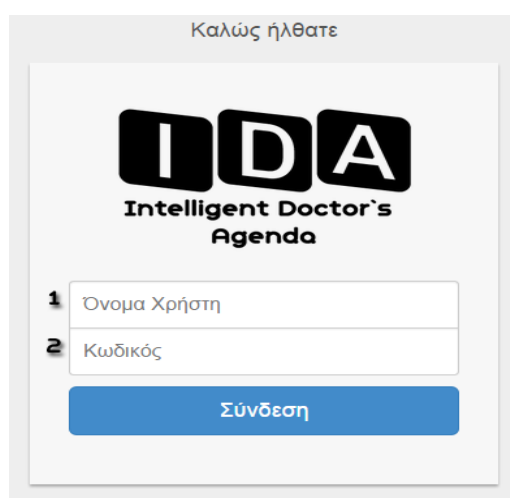 Καλώς ήλθατε
IDA
Intelligent Doctor`s
Agenda
1 Όνομα Χρήστη
2 Κωδικός
Σύνδεση